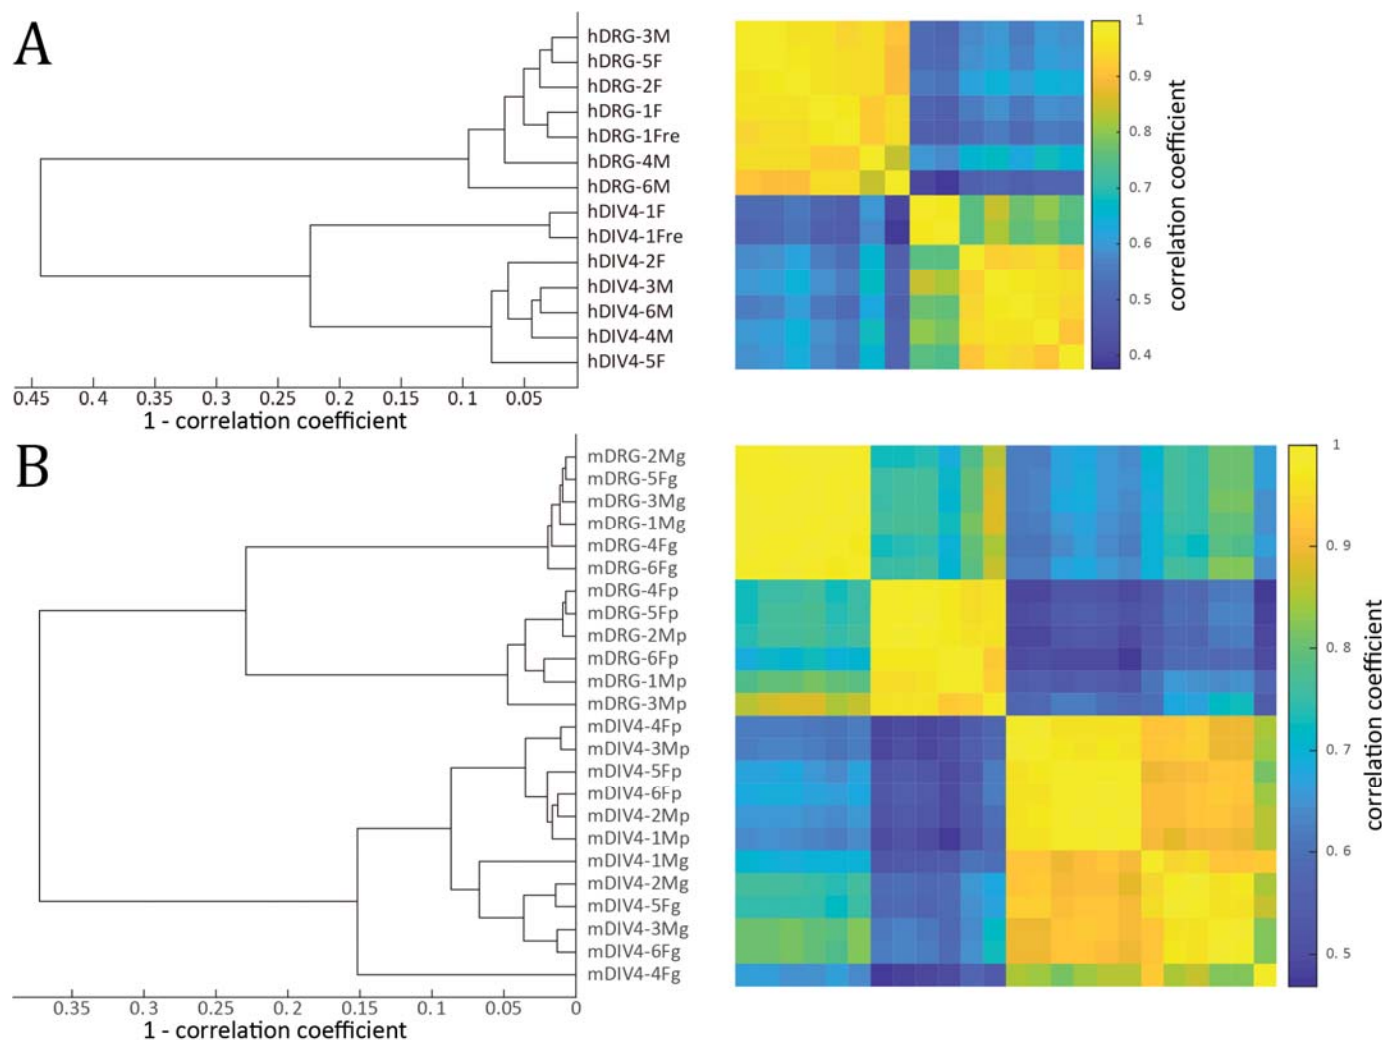 A
hDRG-3M
hDRG-5F
hDRG-2F
hDRG-1F
hDRG-1Fre
hDRG-4M
hDRG-6M
hDIV4-1F
hDIV4-1Fre
hDIV4-2F
hDIV4-3M
hDIV4-6M
hDIV4-4M
hDIV4-5F
0.45 0.4 0.35 0.3 0.25 0.2 0.15 0.1 0.05
1 - correlation coefficient
1
0.9
0.8
0.7
0.6
0.5
0.4
correlation coefficient
B
mDRG-2Mg
mDRG-5Fg
mDRG-3Mg
mDRG-1Mg
mDRG-4Fg
mDRG-6Fg
mDRG-4Fp
mDRG-5Fp
mDRG-2Mp
mDRG-6Fp
mDRG-1Mp
mDRG-3Mp
mDIV4-4Fp
mDIV4-3Mp
mDIV4-5Fp
mDIV4-6Fp
mDIV4-2Mp
mDIV4-1Mp
mDIV4-1Mg
mDIV4-2Mg
mDIV4-5Fg
mDIV4-3Mg
mDIV4-6Fg
mDIV4-4Fg
0.35 0.3 0.25 0.2 0.15 0.1 0.05 0
1 - correlation coefficient
1
0.9
0.8
0.7
0.6
0.5
correlation coefficient